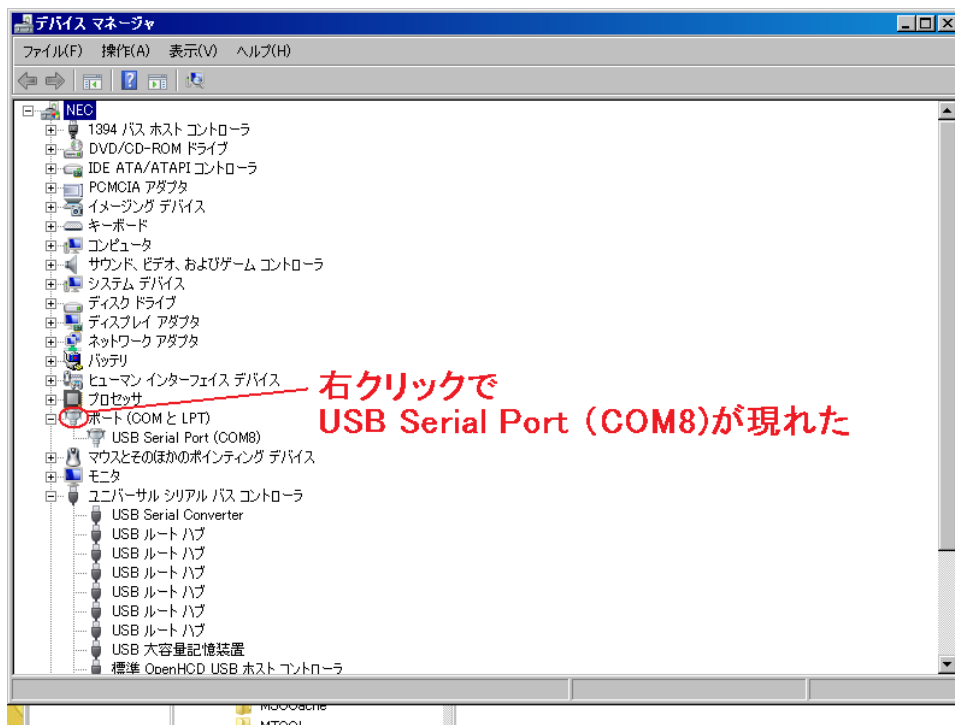 デバイス マネージャ
ファイル(F) 操作(A) 表示(V) ヘルプ(H)
NEC
1394 バス ホスト コントローラ
DVD/CD-ROM ドライブ
IDE ATA/ATAPI コントローラ
PCMCIA アダプタ
イメージング デバイス
キーボード
コンピュータ
サウンド、ビデオ、およびゲーム コントローラ
システム デバイス
ディスク ドライブ
ディスプレイ アダプタ
ネットワーク アダプタ
バッテリ
ヒューマン インターフェイス デバイス
プロセッサ
ポート (COM と LPT)
USB Serial Port (COM8)
マウスとそのほかのポインティング デバイス
モニタ
ユニバーサル シリアル バス コントローラ
USB Serial Converter
USB ルート ハブ
USB ルート ハブ
USB ルート ハブ
USB ルート ハブ
USB ルート ハブ
USB ルート ハブ
USB 大容量記憶装置
標準 OpenHCD USB ホスト コントローラ
右クリックで
USB Serial Port (COM8)が現れた